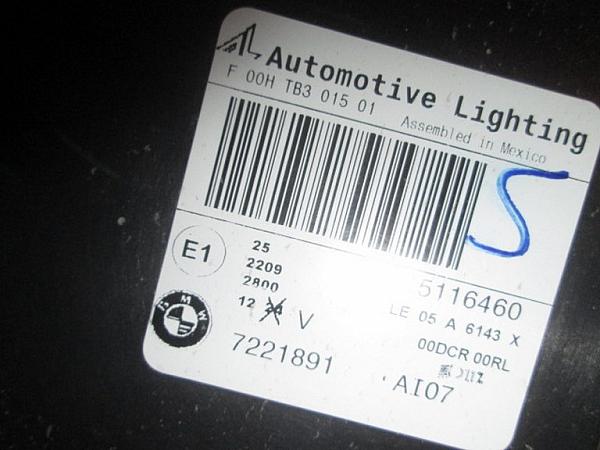 Automotive Lighting
F 00H TB3 015 01
Assembled in Mexico
S
E1
25
2209
2800
12 24 V
5116460
LE 05 A 6143 X
00DCR 00RL
BMW
7221891
AI07